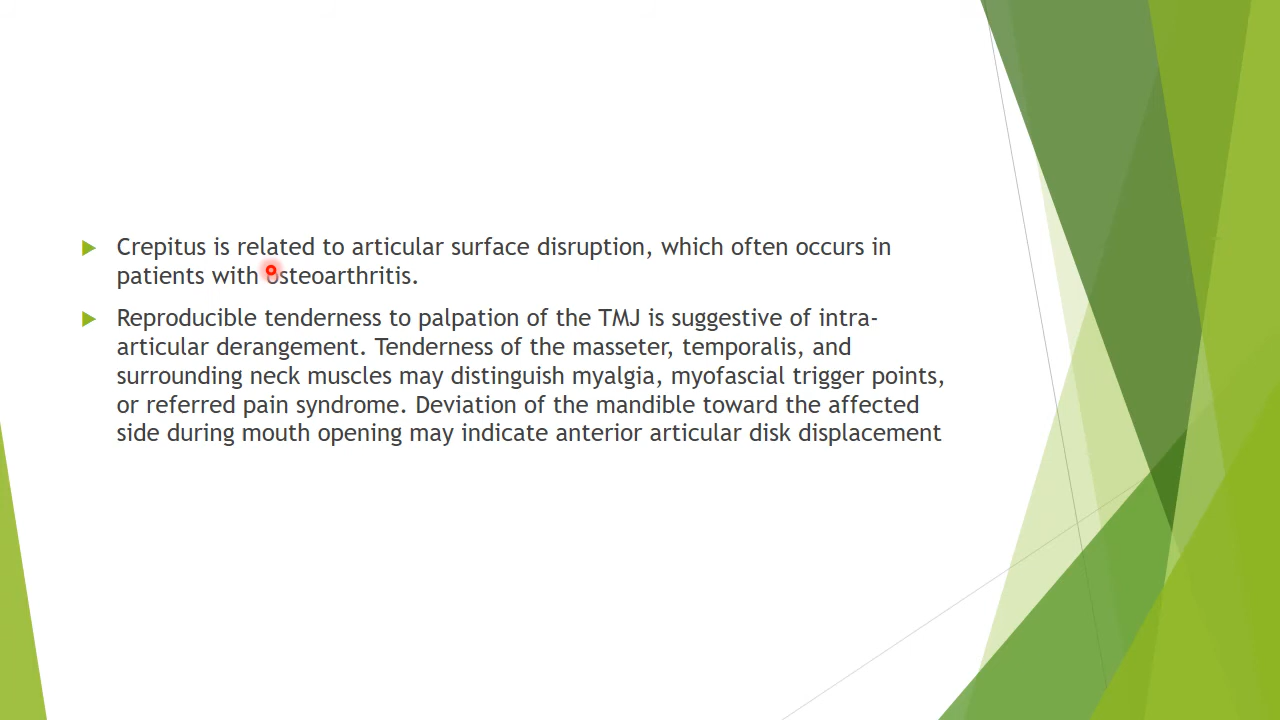 Crepitus is related to articular surface disruption, which often occurs in
patients with osteoarthritis.
Reproducible tenderness to palpation of the TMJ is suggestive of intra-
articular derangement. Tenderness of the masseter, temporalis, and
surrounding neck muscles may distinguish myalgia, myofascial trigger points,
or referred pain syndrome. Deviation of the mandible toward the affected
side during mouth opening may indicate anterior articular disk displacement